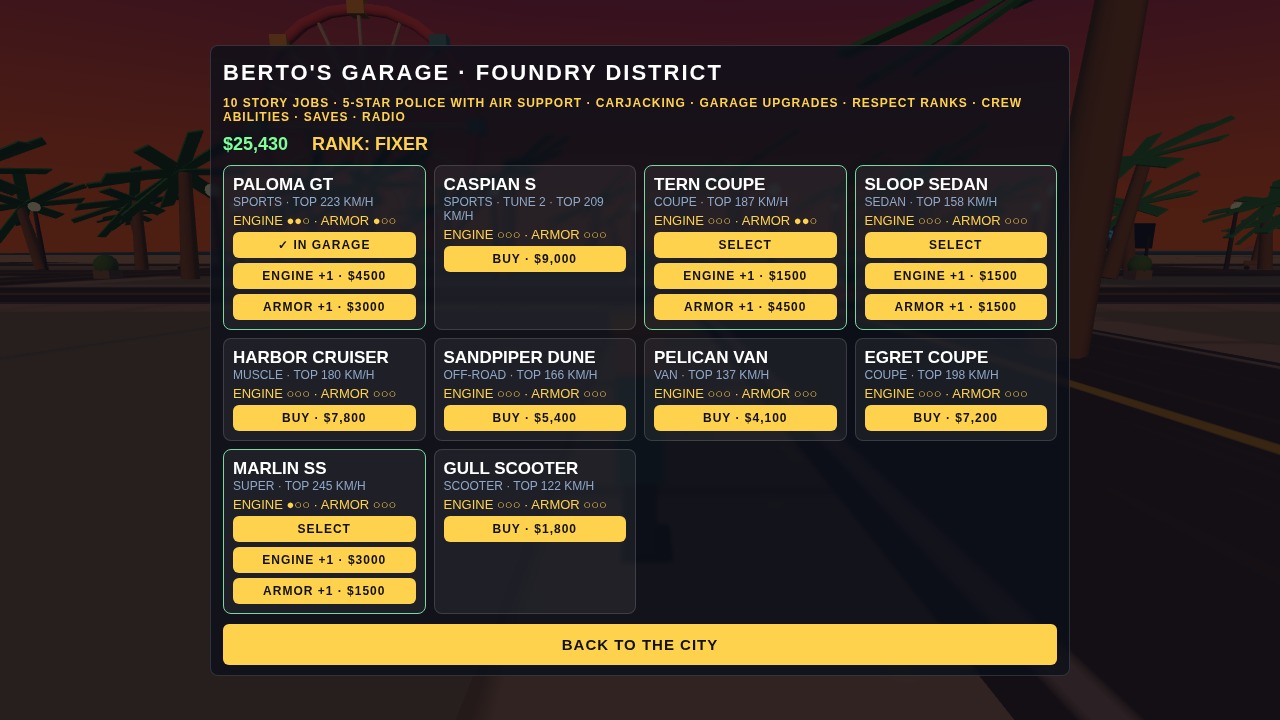 BERTO'S GARAGE · FOUNDRY DISTRICT
10 STORY JOBS · 5-STAR POLICE WITH AIR SUPPORT · CARJACKING · GARAGE UPGRADES · RESPECT RANKS · CREW
ABILITIES · SAVES · RADIO
$25,430 RANK: FIXER
PALOMA GT
SPORTS · TOP 223 KM/H
ENGINE ●●○ · ARMOR ●○○
✓ IN GARAGE
ENGINE +1 · $4500
ARMOR +1 · $3000
CASPIAN S
SPORTS · TUNE 2 · TOP 209
KM/H
ENGINE ○○○ · ARMOR ○○○
BUY · $9,000
TERN COUPE
COUPE · TOP 187 KM/H
ENGINE ○○○ · ARMOR ●●○
SELECT
ENGINE +1 · $1500
ARMOR +1 · $4500
SLOOP SEDAN
SEDAN · TOP 158 KM/H
ENGINE ○○○ · ARMOR ○○○
SELECT
ENGINE +1 · $1500
ARMOR +1 · $1500
HARBOR CRUISER
MUSCLE · TOP 180 KM/H
ENGINE ○○○ · ARMOR ○○○
BUY · $7,800
SANDPIPER DUNE
OFF-ROAD · TOP 166 KM/H
ENGINE ○○○ · ARMOR ○○○
BUY · $5,400
PELICAN VAN
VAN · TOP 137 KM/H
ENGINE ○○○ · ARMOR ○○○
BUY · $4,100
EGRET COUPE
COUPE · TOP 198 KM/H
ENGINE ○○○ · ARMOR ○○○
BUY · $7,200
MARLIN SS
SUPER · TOP 245 KM/H
ENGINE ●○○ · ARMOR ○○○
SELECT
ENGINE +1 · $3000
ARMOR +1 · $1500
GULL SCOOTER
SCOOTER · TOP 122 KM/H
ENGINE ○○○ · ARMOR ○○○
BUY · $1,800
BACK TO THE CITY